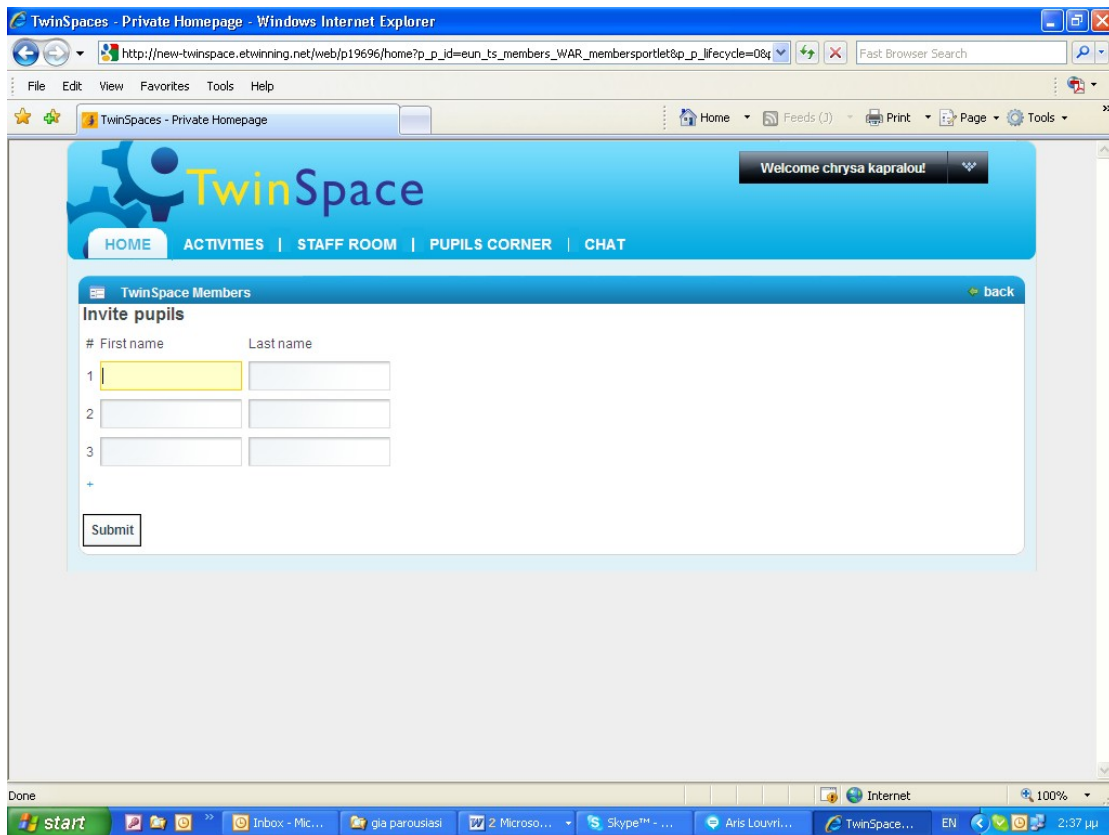 TwinSpaces - Private Homepage - Windows Internet Explorer
http://new-twinspace.etwinning.net/web/p19696/home?p_p_id=eun_ts_members_WAR_membersportlet&p_p_lifecycle=0&p
Fast Browser Search
File Edit View Favorites Tools Help
TwinSpaces - Private Homepage
Home Feeds (J) Print Page Tools »
TwinSpace
Welcome chrysa kapralou!
HOME ACTIVITIES | STAFF ROOM | PUPILS CORNER | CHAT
TwinSpace Members
back
Invite pupils
# First name Last name
1
2
3
+
Submit
Done
Internet
100%
start » Inbox - Mic... gia parousiasi 2 Microso... Skype™ - ... Aris Louvri... TwinSpace... EN 2:37 μμ